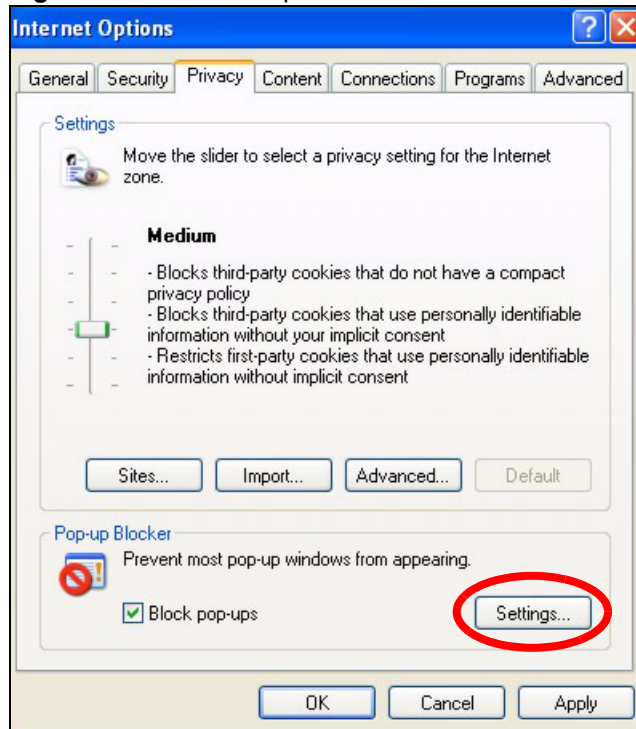 Internet Options
General Security Privacy Content Connections Programs Advanced
Settings
Move the slider to select a privacy setting for the Internet
zone.
Medium
- Blocks third-party cookies that do not have a compact
privacy policy
- Blocks third-party cookies that use personally identifiable
information without your implicit consent
- Restricts first-party cookies that use personally identifiable
information without implicit consent
Sites... Import... Advanced... Default
Pop-up Blocker
Prevent most pop-up windows from appearing.
Block pop-ups Settings...
OK Cancel Apply